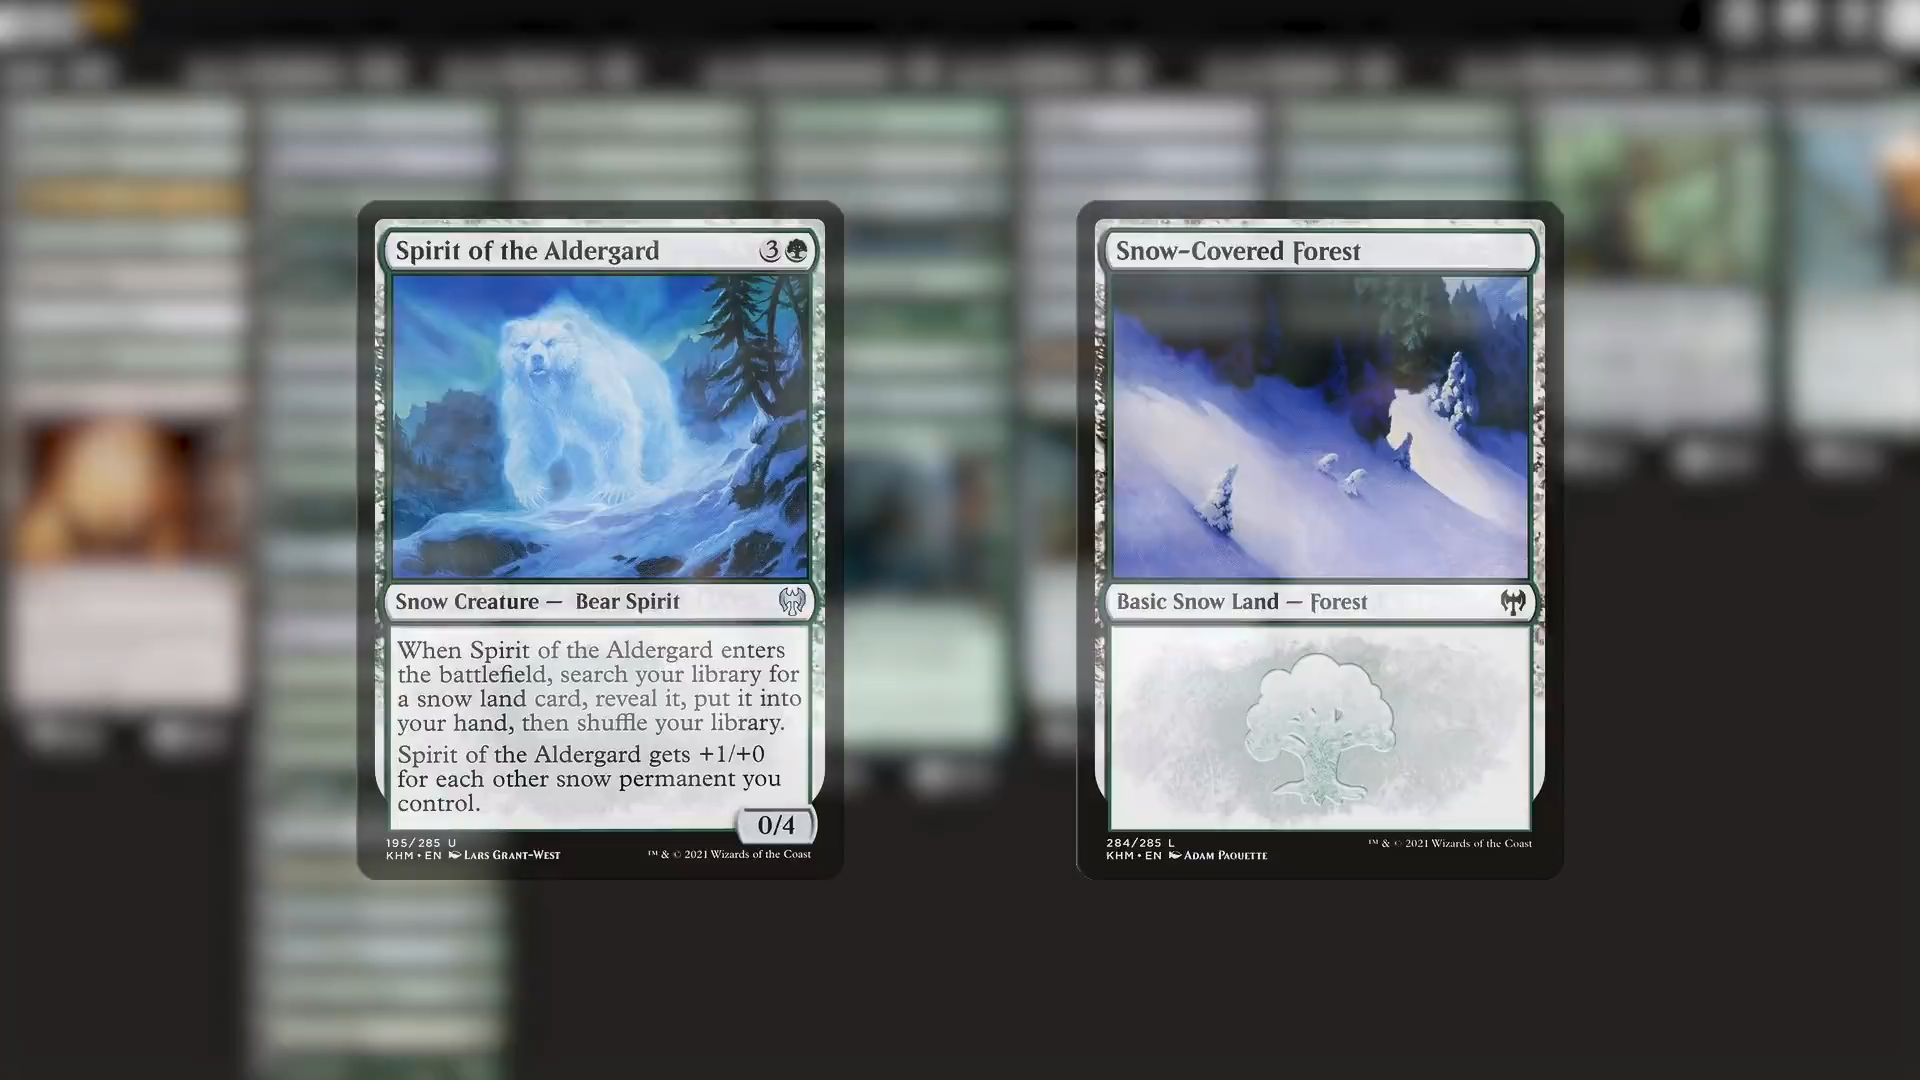 Spirit of the Aldergard 3
Snow Creature — Bear Spirit
When Spirit of the Aldergard enters
the battlefield, search your library for
a snow land card, reveal it, put it into
your hand, then shuffle your library.
Spirit of the Aldergard gets +1/+0
for each other snow permanent you
control.
0/4
195/285 U
KHM • EN LARS GRANT-WEST
™ & © 2021 Wizards of the Coast
Snow-Covered Forest
Basic Snow Land — Forest
284/285 L
KHM • EN ADAM PAQUETTE
™ & © 2021 Wizards of the Coast